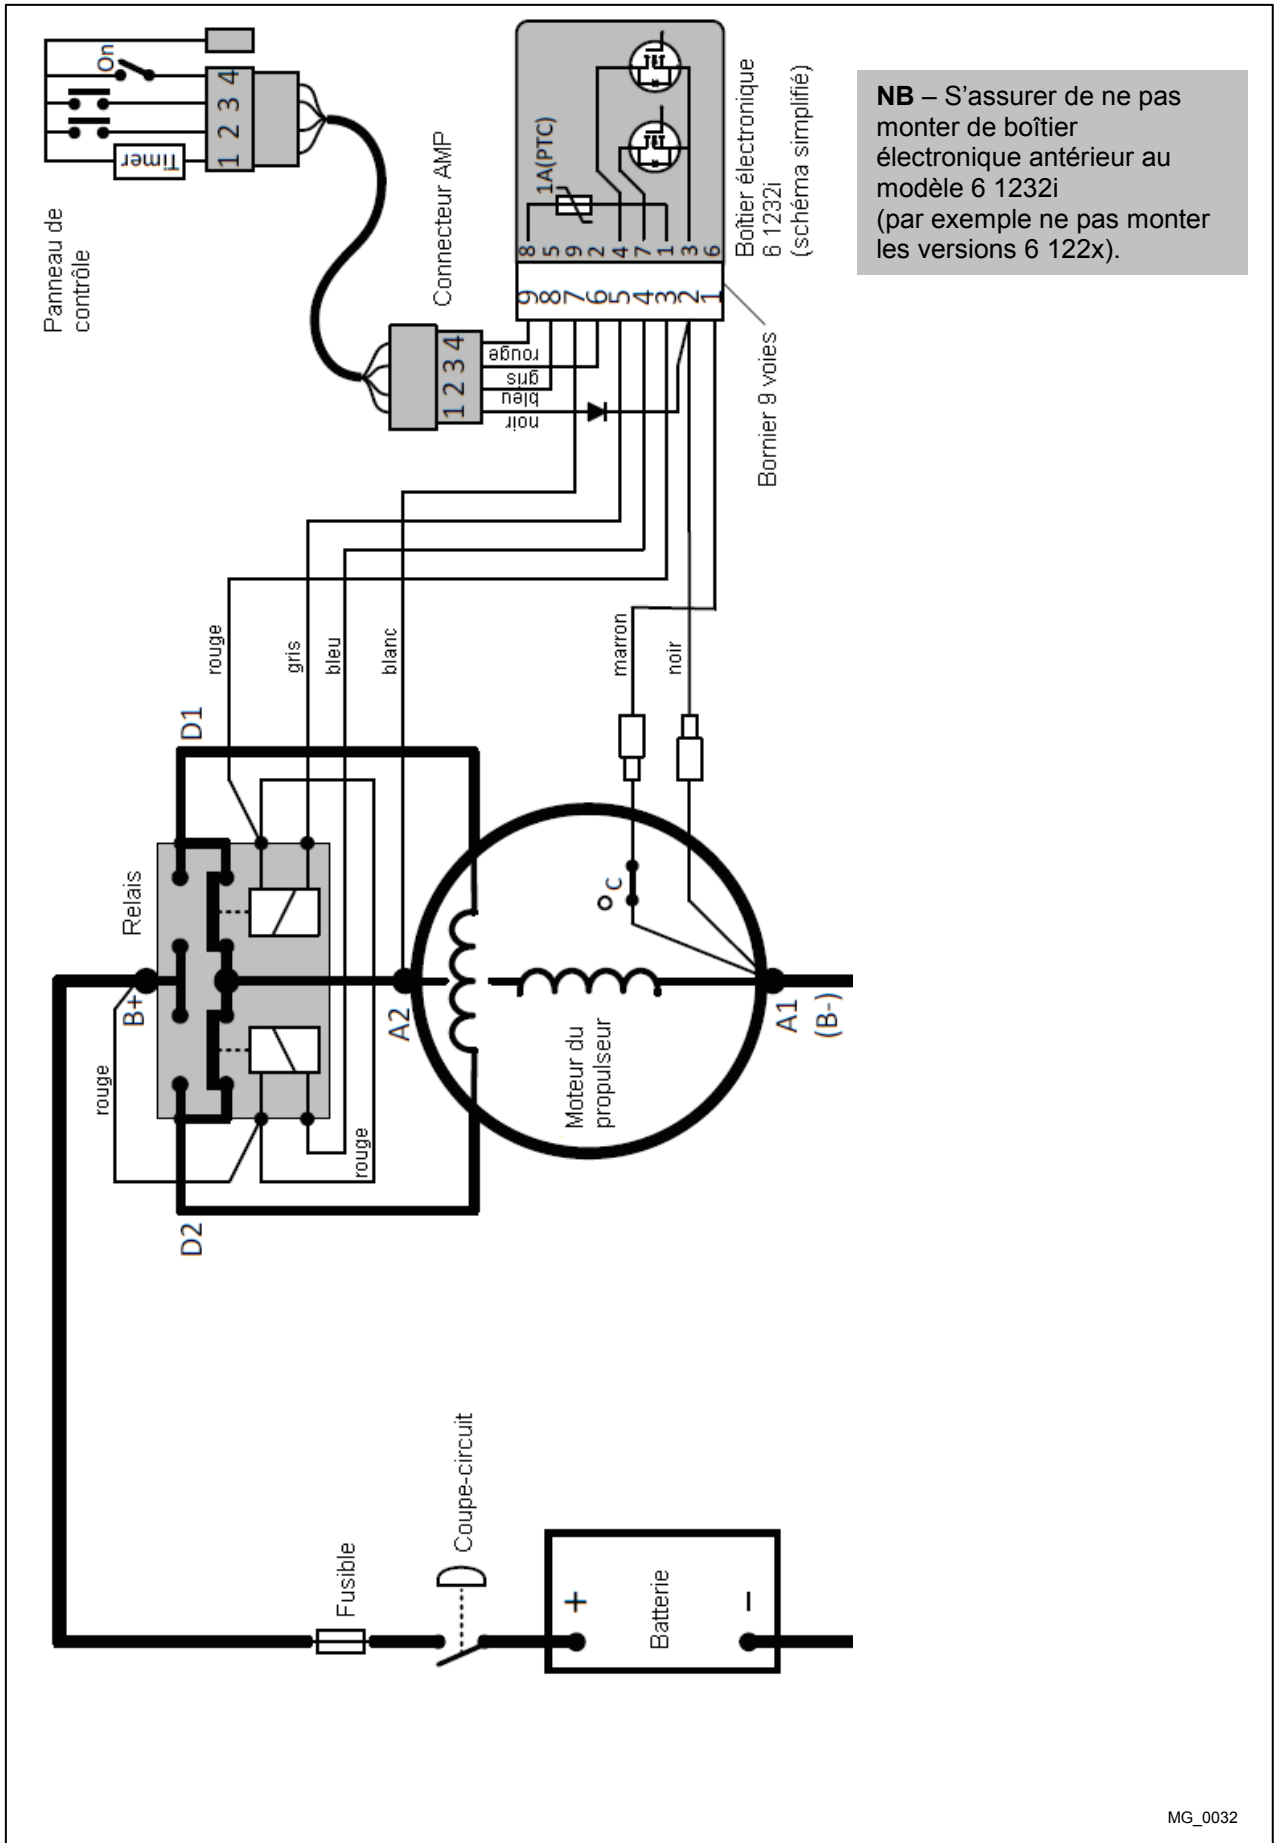 NB – S'assurer de ne pas
monter de boîtier
électronique antérieur au
modèle 6 1232i
(par exemple ne pas monter
les versions 6 122x).
Panneau de
contrôle
On
Timer
1 2 3 4
Connecteur AMP
1 2 3 4
rouge
gris
bleu
noir
1A(PTC)
8
5
9
2
4
7
1
3
6
9
8
7
6
5
4
3
2
1
Boîtier électronique
6 1232i
(schéma simplifié)
Bornier 9 voies
rouge
gris
bleu
blanc
marron
noir
D1
Relais
B+
rouge
rouge
D2
A2
°C
Moteur du
propulseur
A1
(B-)
Fusible
Coupe-circuit
+
Batterie
–
MG_0032